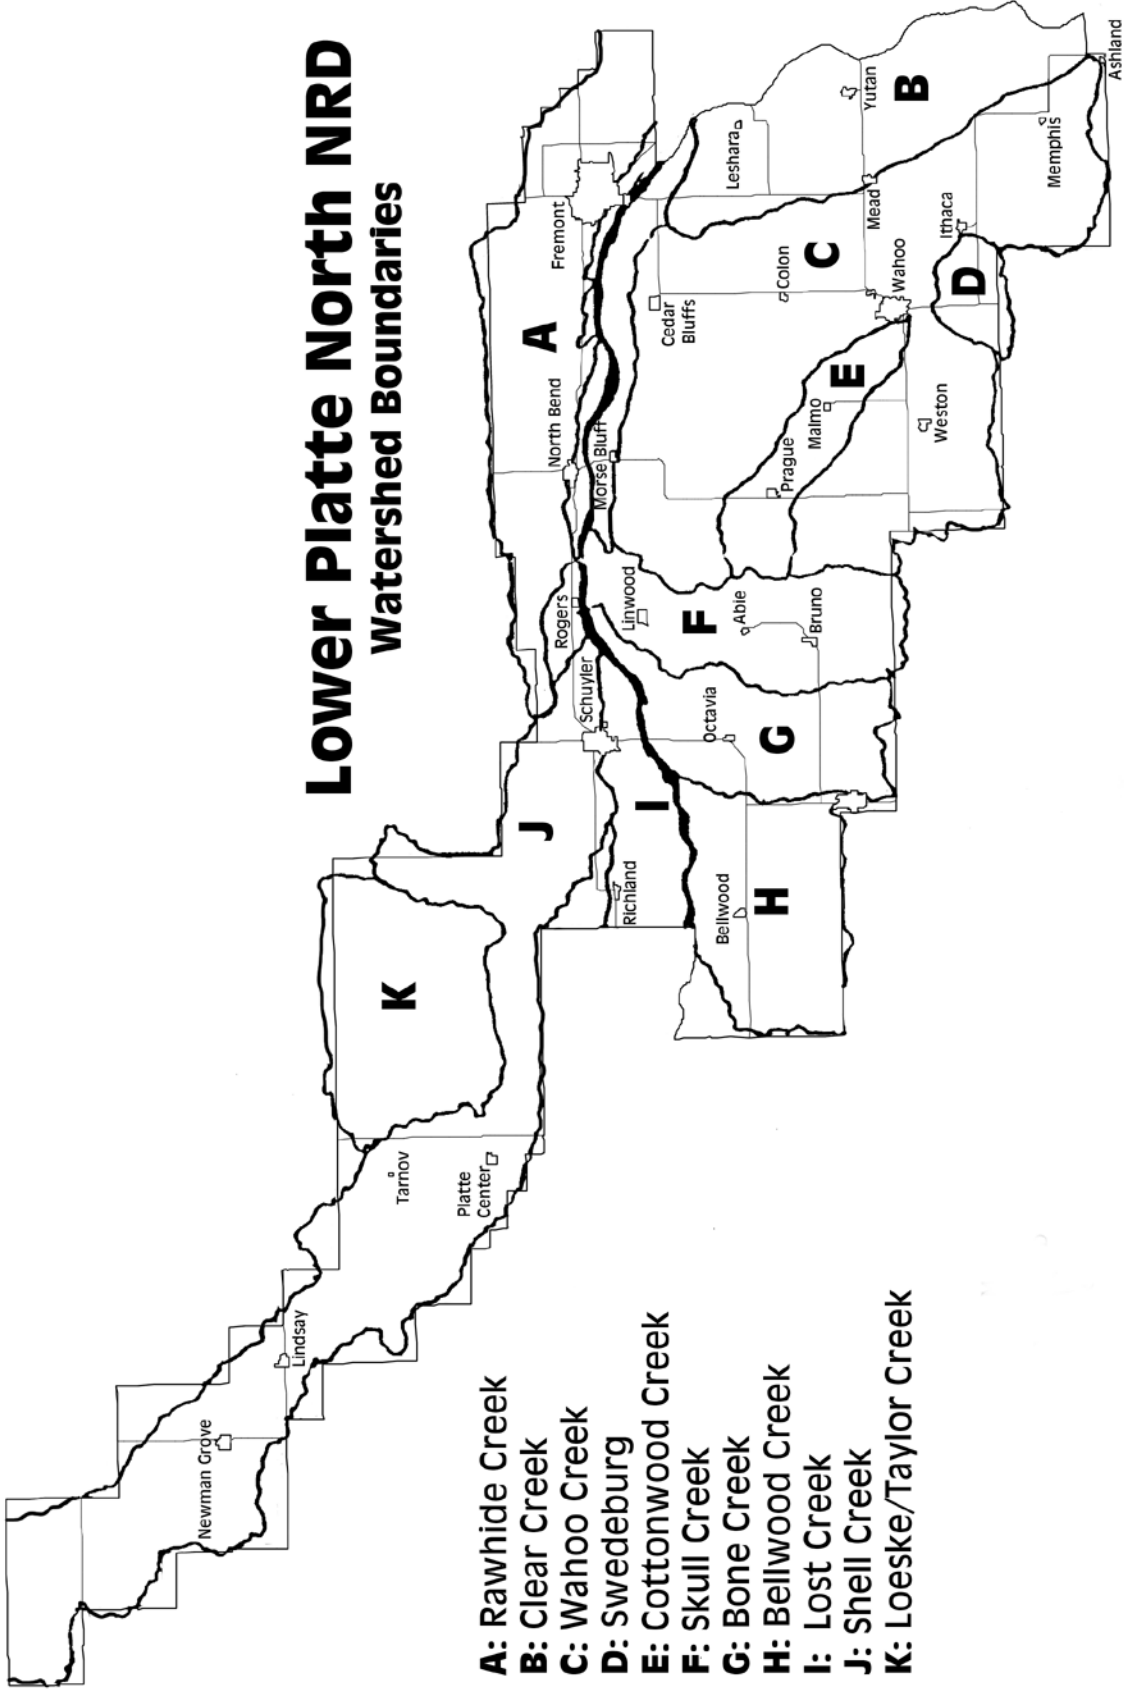 Lower Platte North NRD
Watershed Boundaries
Newman Grove
Lindsay
Tarnov
Platte
Center
K
J
Richland
I
Schuyler
Rogers
Bellwood
H
Octavia
G
Linwood
F
Abie
Bruno
North Bend
Morse Bluff
A
Fremont
Cedar
Bluffs
Prague
Malmo
E
Weston
Colon
C
Wahoo
Mead
D
Ithaca
Leshara
Yutan
B
Memphis
Ashland
A: Rawhide Creek
B: Clear Creek
C: Wahoo Creek
D: Swedeburg
E: Cottonwood Creek
F: Skull Creek
G: Bone Creek
H: Bellwood Creek
I: Lost Creek
J: Shell Creek
K: Loeske/Taylor Creek